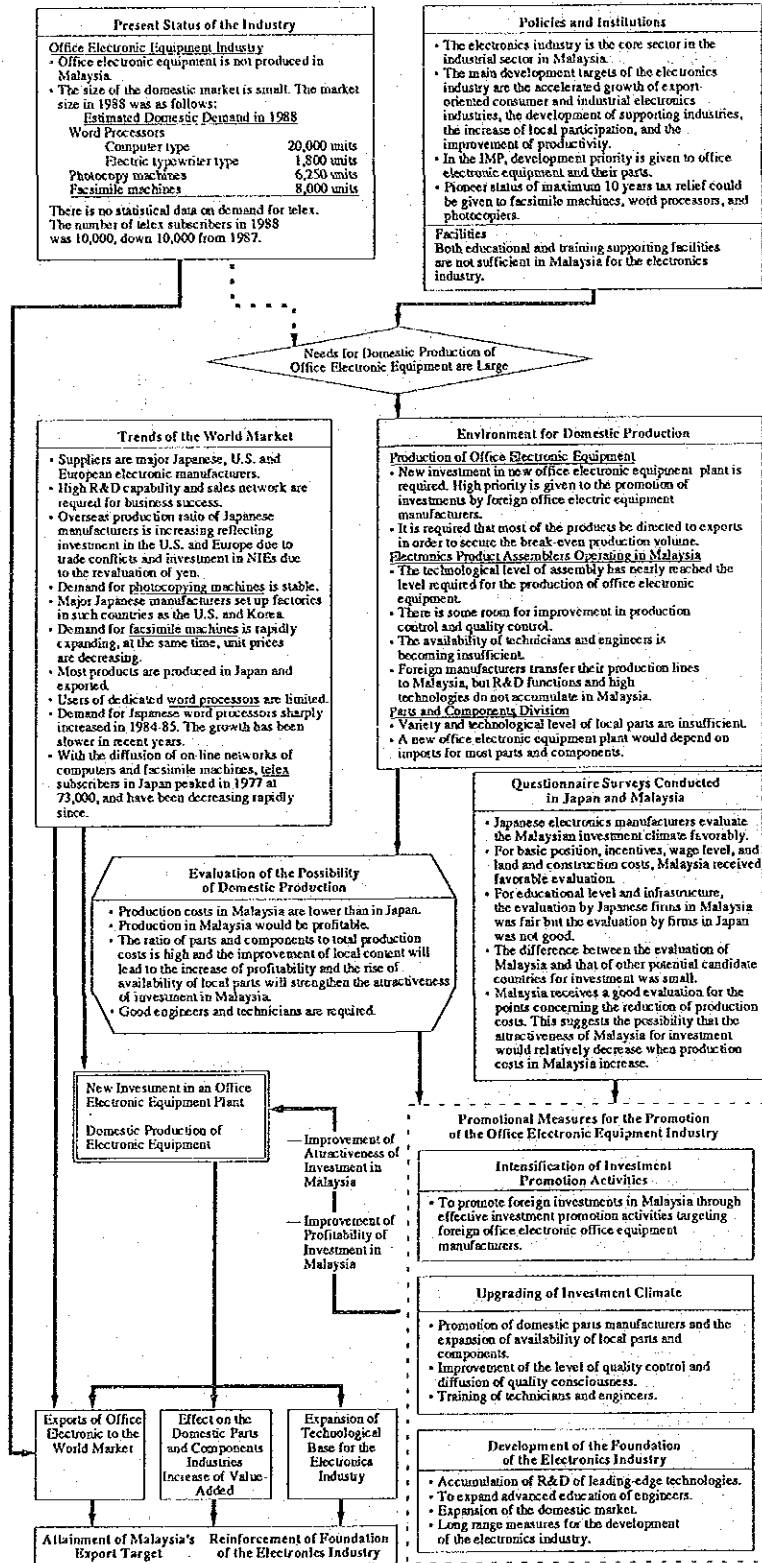 Present Status of the Industry
Office Electronic Equipment Industry
• Office electronic equipment is not produced in
Malaysia.
• The size of the domestic market is small. The market
size in 1988 was as follows:
Estimated Domestic Demand in 1988
Word Processors
Computer type 20,000 units
Electric typewriter type 1,800 units
Photocopy machines 6,250 units
Facsimile machines 8,000 units
There is no statistical data on demand for telex.
The number of telex subscribers in 1988
was 10,000, down 10,000 from 1987.
Policies and Institutions
• The electronics industry is the core sector in the
industrial sector in Malaysia.
• The main development targets of the electronics
industry are the accelerated growth of export-
oriented consumer and industrial electronics
industries, the development of supporting industries,
the increase of local participation, and the
improvement of productivity.
• In the IMP, development priority is given to office
electronic equipment and their parts.
• Pioneer status of maximum 10 years tax relief could
be given to facsimile machines, word processors, and
photocopiers.
Facilities
Both educational and training supporting facilities
are not sufficient in Malaysia for the electronics
industry.
Needs for Domestic Production of
Office Electronic Equipment are Large
Trends of the World Market
• Suppliers are major Japanese, U.S. and
European electronic manufacturers.
• High R&D capability and sales network are
required for business success.
• Overseas production ratio of Japanese
manufacturers is increasing reflecting
investment in the U.S. and Europe due to
trade conflicts and investment in NIEs due
to the revaluation of yen.
• Demand for photocopying machines is stable.
• Major Japanese manufacturers set up factories
in such countries as the U.S. and Korea.
• Demand for facsimile machines is rapidly
expanding, at the same time, unit prices
are decreasing.
• Most products are produced in Japan and
exported.
• Users of dedicated word processors are limited.
• Demand for Japanese word processors sharply
increased in 1984-85. The growth has been
slower in recent years.
• With the diffusion of on-line networks of
computers and facsimile machines, telex
subscribers in Japan peaked in 1977 at
73,000, and have been decreasing rapidly
since.
Environment for Domestic Production
Production of Office Electronic Equipment
• New investment in new office electronic equipment plant is
required. High priority is given to the promotion of
investments by foreign office electric equipment
manufacturers.
• It is required that most of the products be directed to exports
in order to secure the break-even production volume.
Electronics Product Assemblers Operating in Malaysia
• The technological level of assembly has nearly reached the
level required for the production of office electronic
equipment.
• There is some room for improvement in production
control and quality control.
• The availability of technicians and engineers is
becoming insufficient.
• Foreign manufacturers transfer their production lines
to Malaysia, but R&D functions and high
technologies do not accumulate in Malaysia.
Parts and Components Division
• Variety and technological level of local parts are insufficient.
• A new office electronic equipment plant would depend on
imports for most parts and components.
Questionnaire Surveys Conducted
in Japan and Malaysia
• Japanese electronics manufacturers evaluate
the Malaysian investment climate favorably.
• For basic position, incentives, wage level, and
land and construction costs, Malaysia received
favorable evaluation.
• For educational level and infrastructure,
the evaluation by Japanese firms in Malaysia
was fair but the evaluation by firms in Japan
was not good.
• The difference between the evaluation of
Malaysia and that of other potential candidate
countries for investment was small.
• Malaysia receives a good evaluation for the
points concerning the reduction of production
costs. This suggests the possibility that the
attractiveness of Malaysia for investment
would relatively decrease when production
costs in Malaysia increase.
Evaluation of the Possibility
of Domestic Production
• Production costs in Malaysia are lower than in Japan.
• Production in Malaysia would be profitable.
• The ratio of parts and components to total production
costs is high and the improvement of local content will
lead to the increase of profitability and the rise of
availability of local parts will strengthen the attractiveness
of investment in Malaysia.
• Good engineers and technicians are required.
New Investment in an Office
Electronic Equipment Plant
Domestic Production of
Electronic Equipment
— Improvement of
Attractiveness of
Investment in
Malaysia
— Improvement of
Profitability of
Investment in
Malaysia
Promotional Measures for the Promotion
of the Office Electronic Equipment Industry
Intensification of Investment
Promotion Activities
• To promote foreign investments in Malaysia through
effective investment promotion activities targeting
foreign office electronic office equipment
manufacturers.
Upgrading of Investment Climate
• Promotion of domestic parts manufacturers and the
expansion of availability of local parts and
components.
• Improvement of the level of quality control and
diffusion of quality consciousness.
• Training of technicians and engineers.
Development of the Foundation
of the Electronics Industry
• Accumulation of R&D of leading-edge technologies.
• To expand advanced education of engineers.
• Expansion of the domestic market.
• Long range measures for the development
of the electronics industry.
Exports of Office
Electronic to the
World Market
Effect on the
Domestic Parts
and Components
Industries
Increase of Value-
Added
Expansion of
Technological
Base for the
Electronics
Industry
Attainment of Malaysia's
Export Target
Reinforcement of Foundation
of the Electronics Industry